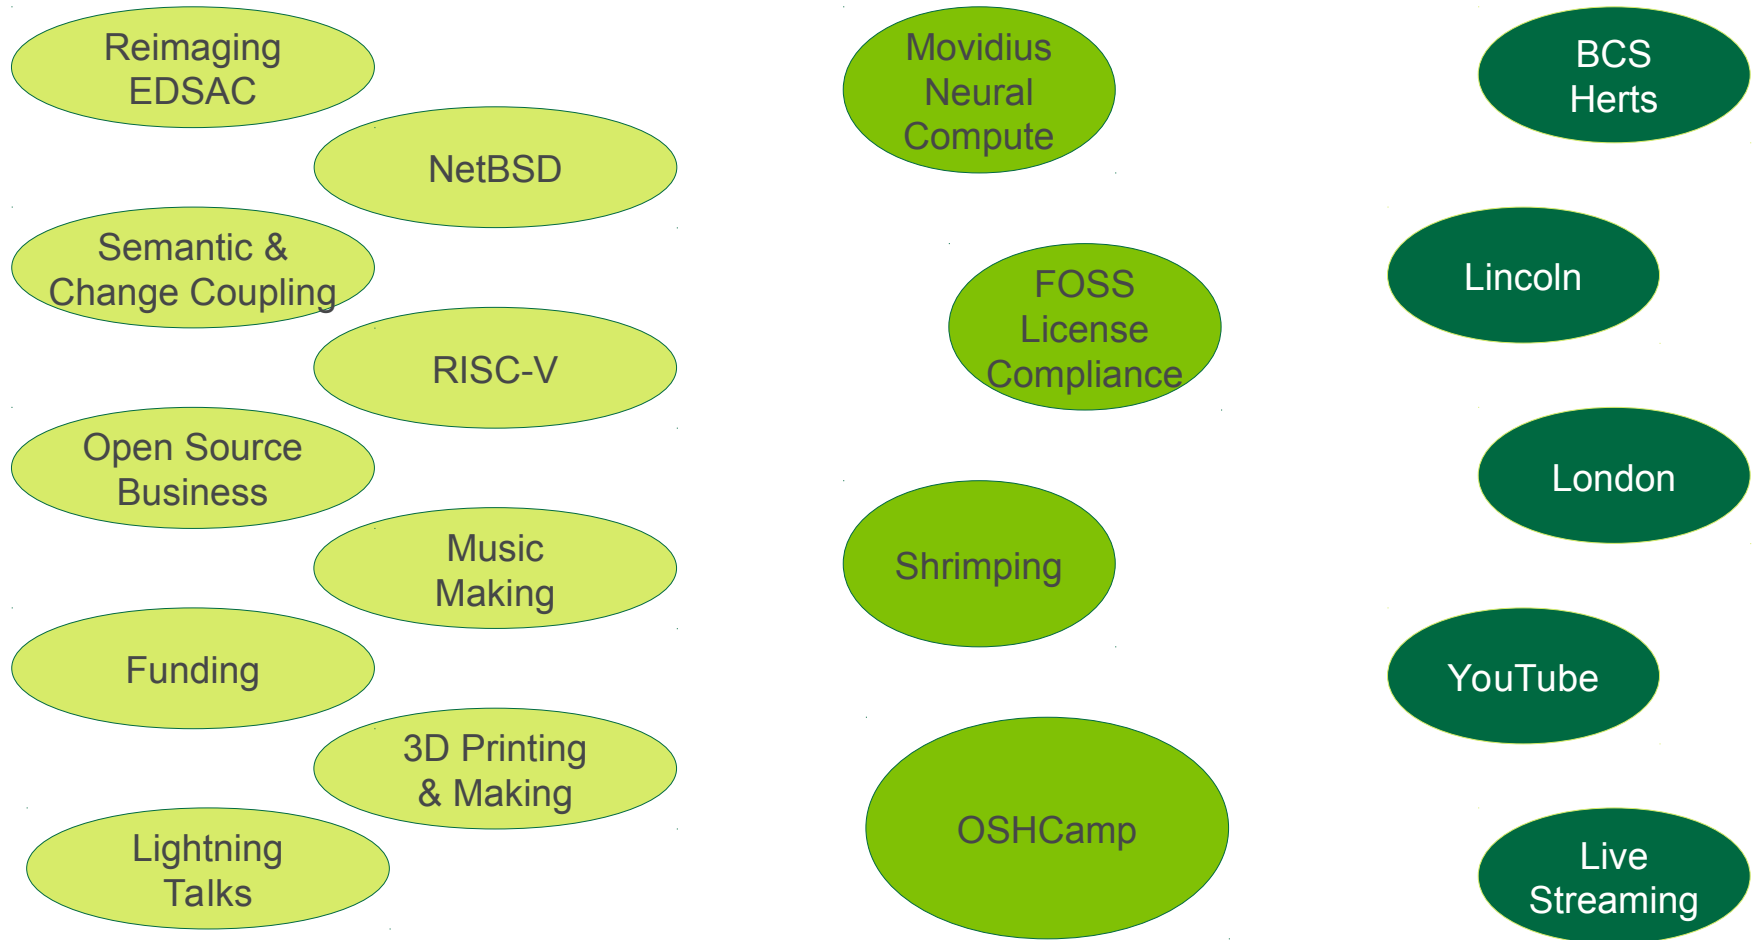 Reimaging
EDSAC
NetBSD
Semantic &
Change Coupling
RISC-V
Open Source
Business
Music
Making
Funding
3D Printing
& Making
Lightning
Talks
Movidius
Neural
Compute
FOSS
License
Compliance
Shrimping
OSHCamp
BCS
Herts
Lincoln
London
YouTube
Live
Streaming